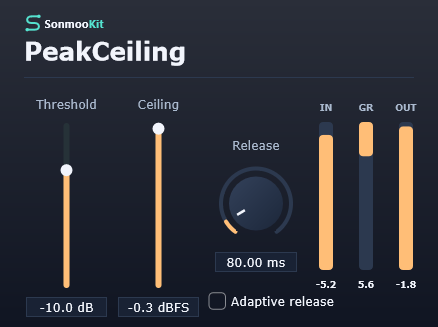 SonmooKit
PeakCeiling
Threshold
Ceiling
IN
GR
OUT
Release
80.00 ms
-5.2
5.6
-1.8
-10.0 dB
-0.3 dBFS
Adaptive release